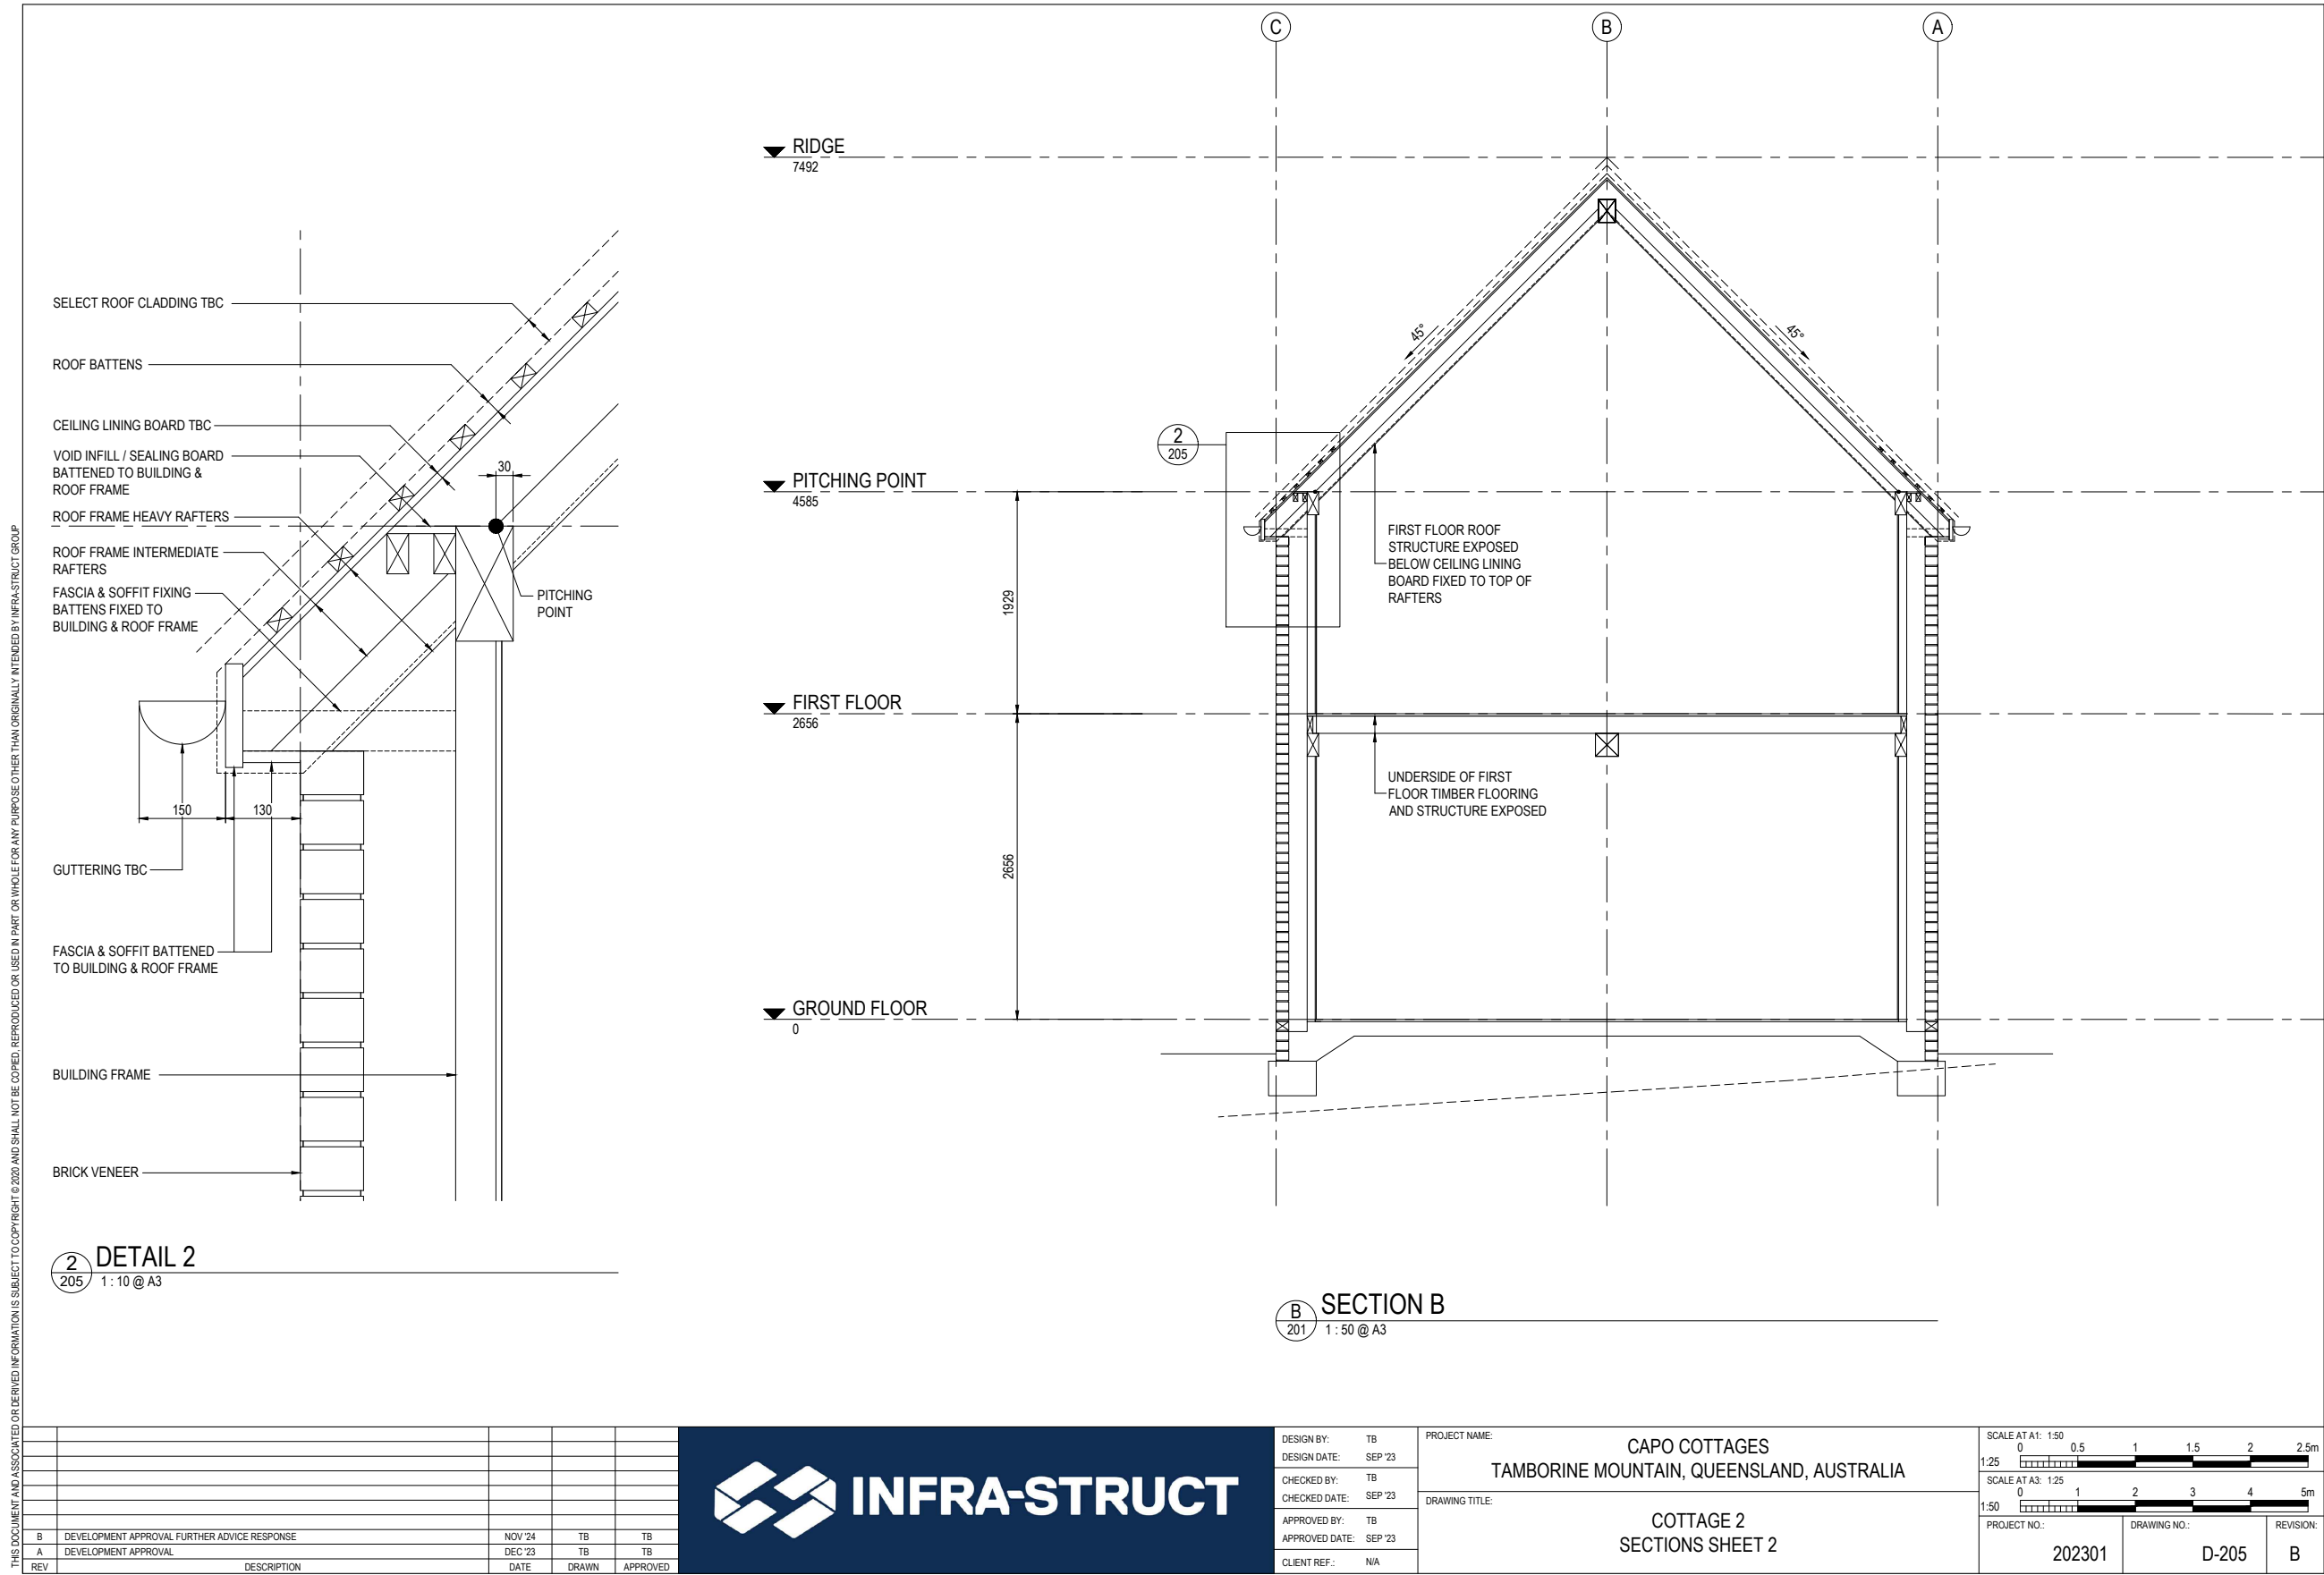 C
B
A
RIDGE
7492
45°
45°
2
205
PITCHING POINT
4585
1929
FIRST FLOOR ROOF
STRUCTURE EXPOSED
BELOW CEILING LINING
BOARD FIXED TO TOP OF
RAFTERS
FIRST FLOOR
2656
2656
UNDERSIDE OF FIRST
FLOOR TIMBER FLOORING
AND STRUCTURE EXPOSED
GROUND FLOOR
0
SELECT ROOF CLADDING TBC
ROOF BATTENS
CEILING LINING BOARD TBC
VOID INFILL / SEALING BOARD
BATTENED TO BUILDING &
ROOF FRAME
30
ROOF FRAME HEAVY RAFTERS
ROOF FRAME INTERMEDIATE
RAFTERS
FASCIA & SOFFIT FIXING
BATTENS FIXED TO
BUILDING & ROOF FRAME
PITCHING
POINT
150
130
GUTTERING TBC
FASCIA & SOFFIT BATTENED
TO BUILDING & ROOF FRAME
BUILDING FRAME
BRICK VENEER
2
205
DETAIL 2
1 : 10 @ A3
B
201
SECTION B
1 : 50 @ A3
THIS DOCUMENT AND ASSOCIATED OR DERIVED INFORMATION IS SUBJECT TO COPYRIGHT © 2020 AND SHALL NOT BE COPIED, REPRODUCED OR USED IN PART OR WHOLE FOR ANY PURPOSE OTHER THAN ORIGINALLY INTENDED BY INFRA-STRUCT GROUP
B DEVELOPMENT APPROVAL FURTHER ADVICE RESPONSE NOV '24 TB TB
A DEVELOPMENT APPROVAL DEC '23 TB TB
REV DESCRIPTION DATE DRAWN APPROVED
INFRA-STRUCT
DESIGN BY: TB
DESIGN DATE: SEP '23
CHECKED BY: TB
CHECKED DATE: SEP '23
APPROVED BY: TB
APPROVED DATE: SEP '23
CLIENT REF.: N/A
PROJECT NAME:
CAPO COTTAGES
TAMBORINE MOUNTAIN, QUEENSLAND, AUSTRALIA
DRAWING TITLE:
COTTAGE 2
SECTIONS SHEET 2
SCALE AT A1: 1:50
0 0.5 1 1.5 2 2.5m
1:25
SCALE AT A3: 1:25
0 1 2 3 4 5m
1:50
PROJECT NO.:
202301
DRAWING NO.:
D-205
REVISION:
B